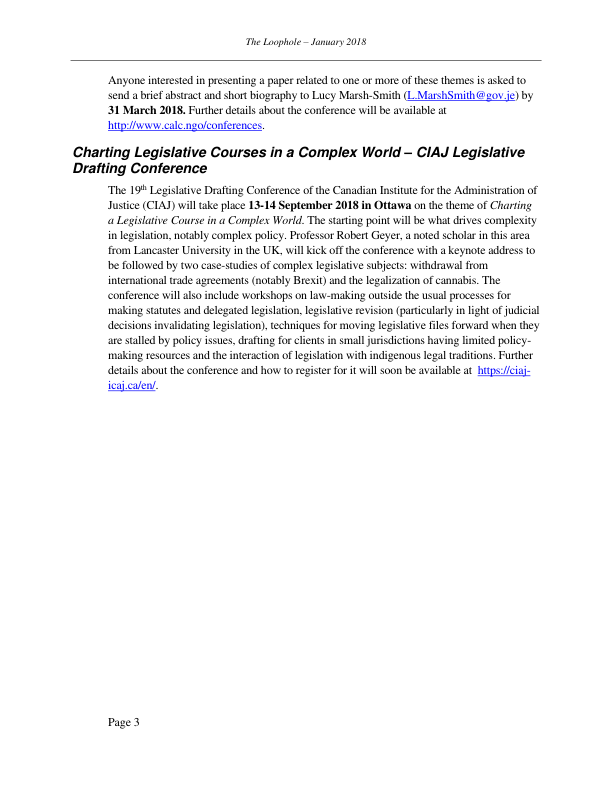 The Loophole – January 2018
Anyone interested in presenting a paper related to one or more of these themes is asked to
send a brief abstract and short biography to Lucy Marsh-Smith (L.MarshSmith@gov.je) by
31 March 2018. Further details about the conference will be available at
http://www.calc.ngo/conferences.
Charting Legislative Courses in a Complex World – CIAJ Legislative
Drafting Conference
The 19th Legislative Drafting Conference of the Canadian Institute for the Administration of
Justice (CIAJ) will take place 13-14 September 2018 in Ottawa on the theme of Charting
a Legislative Course in a Complex World. The starting point will be what drives complexity
in legislation, notably complex policy. Professor Robert Geyer, a noted scholar in this area
from Lancaster University in the UK, will kick off the conference with a keynote address to
be followed by two case-studies of complex legislative subjects: withdrawal from
international trade agreements (notably Brexit) and the legalization of cannabis. The
conference will also include workshops on law-making outside the usual processes for
making statutes and delegated legislation, legislative revision (particularly in light of judicial
decisions invalidating legislation), techniques for moving legislative files forward when they
are stalled by policy issues, drafting for clients in small jurisdictions having limited policy-
making resources and the interaction of legislation with indigenous legal traditions. Further
details about the conference and how to register for it will soon be available at https://ciaj-
icaj.ca/en/.
Page 3